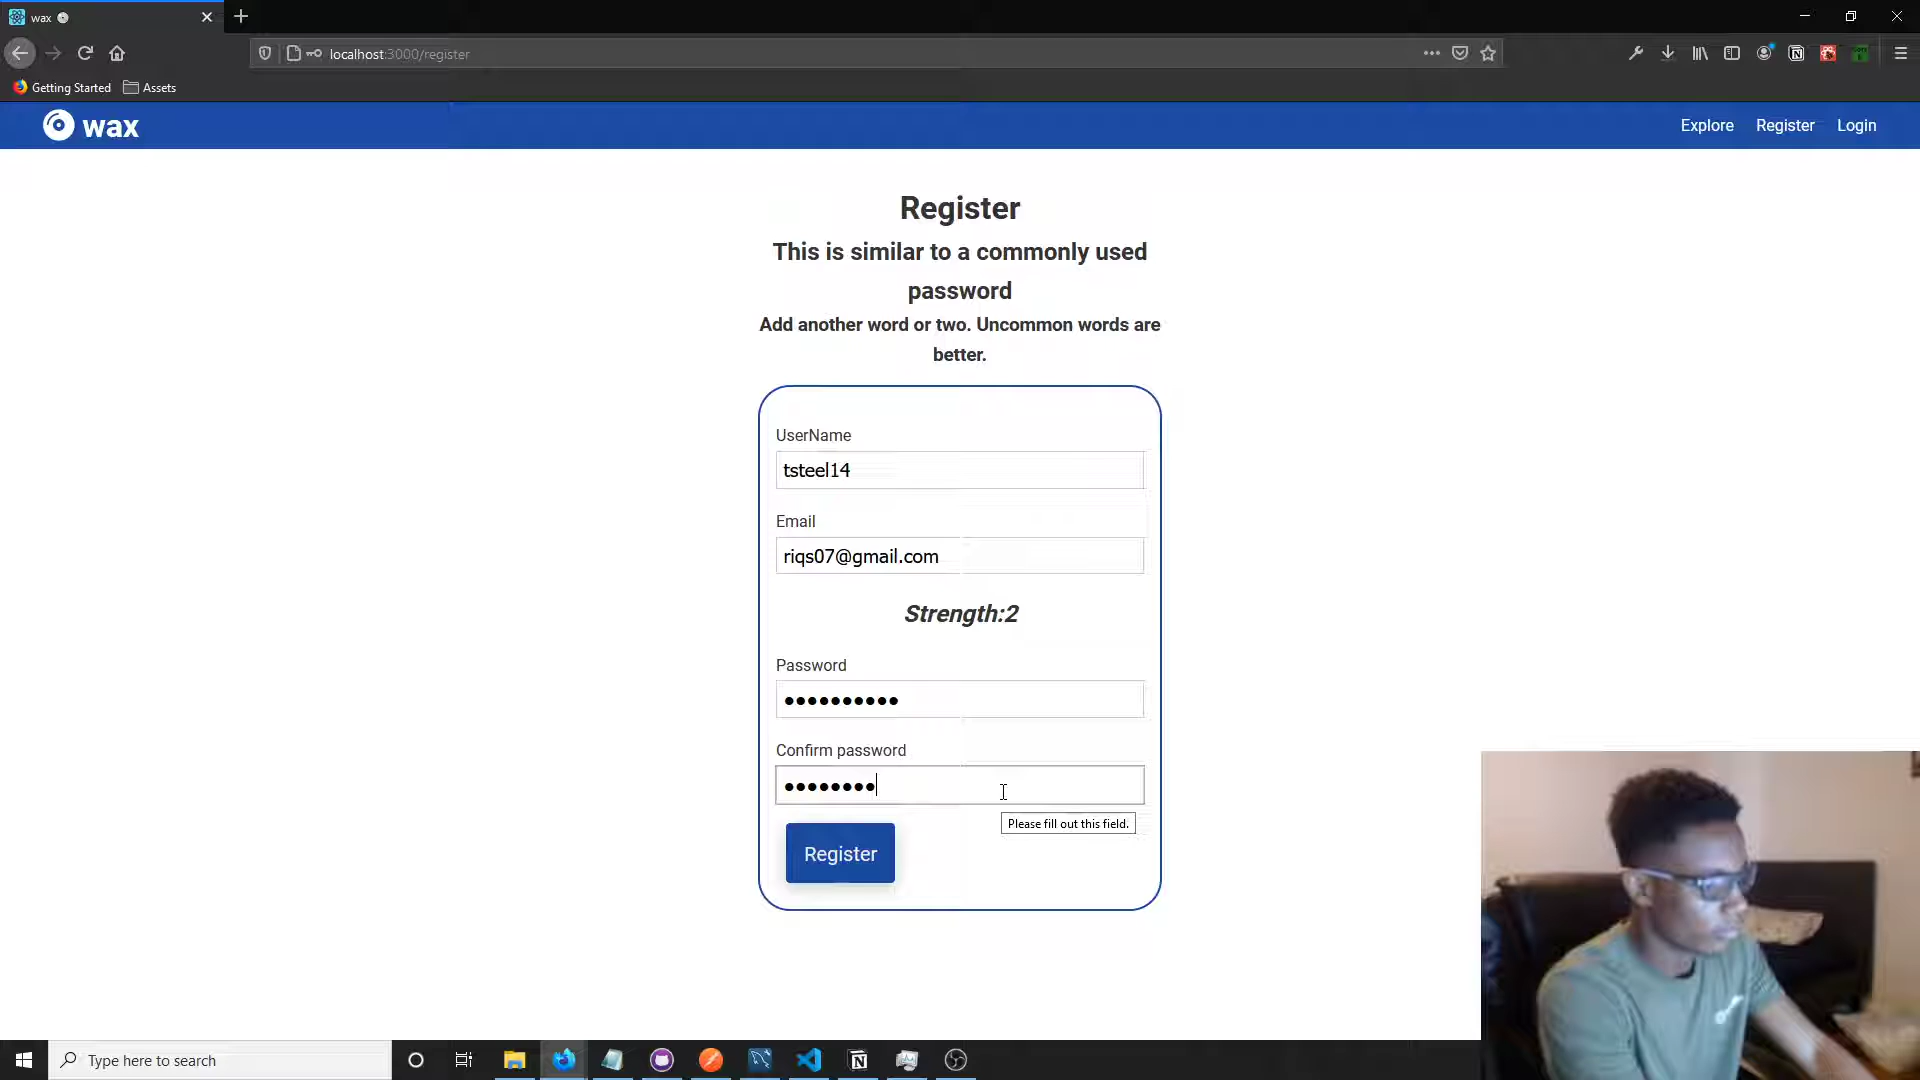 wax
localhost:3000/register
Getting Started
Assets
wax
Explore
Register
Login
Register
This is similar to a commonly used
password
Add another word or two. Uncommon words are
better.
UserName
tsteel14
Email
riqs07@gmail.com
Strength:2
Password
●●●●●●●●●●
Confirm password
●●●●●●●●
Please fill out this field.
Register
Type here to search